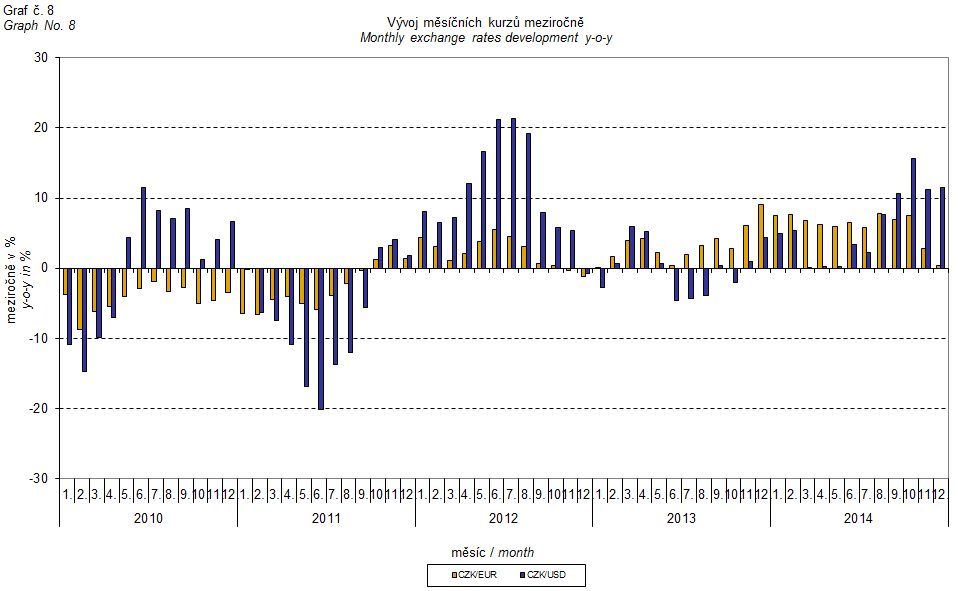 Graf č. 8
Graph No. 8
Vývoj měsíčních kurzů meziročně
Monthly exchange rates development y-o-y
30
20
10
0
-10
-20
-30
meziročně v %
y-o-y in %
1. 2. 3. 4. 5. 6. 7. 8. 9. 10 11 12 1. 2. 3. 4. 5. 6. 7. 8. 9. 10 11 12 1. 2. 3. 4. 5. 6. 7. 8. 9. 10 11 12 1. 2. 3. 4. 5. 6. 7. 8. 9. 10 11 12 1. 2. 3. 4. 5. 6. 7. 8. 9. 10 11 12.
2010 2011 2012 2013 2014
měsíc / month
CZK/EUR CZK/USD